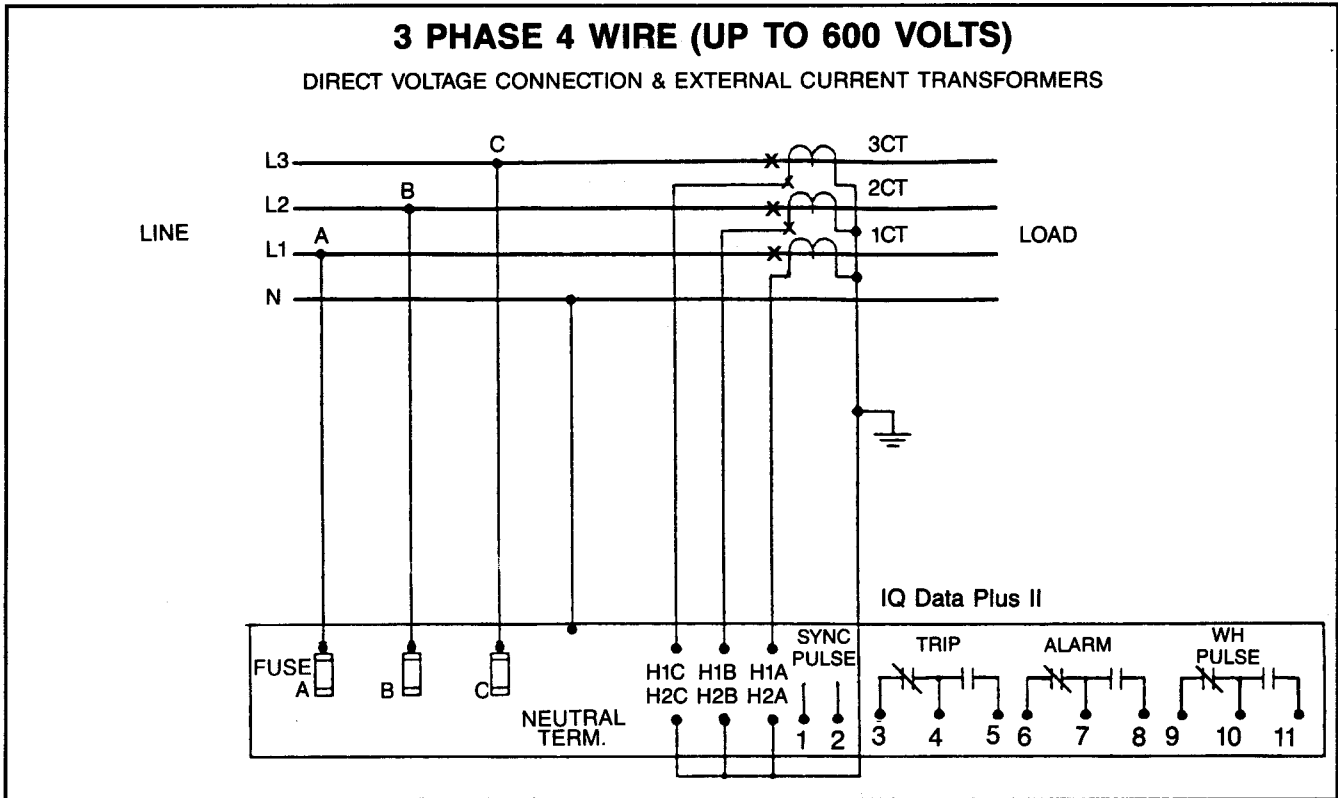 3 PHASE 4 WIRE (UP TO 600 VOLTS)
DIRECT VOLTAGE CONNECTION & EXTERNAL CURRENT TRANSFORMERS
C
3CT
L3
B
2CT
L2
LINE
A
1CT
LOAD
L1
N
IQ Data Plus II
FUSE
A
B
C
NEUTRAL
TERM.
H1C H1B H1A
H2C H2B H2A
SYNC
PULSE
1 2
TRIP
3 4 5
ALARM
6 7 8
WH
PULSE
9 10 11